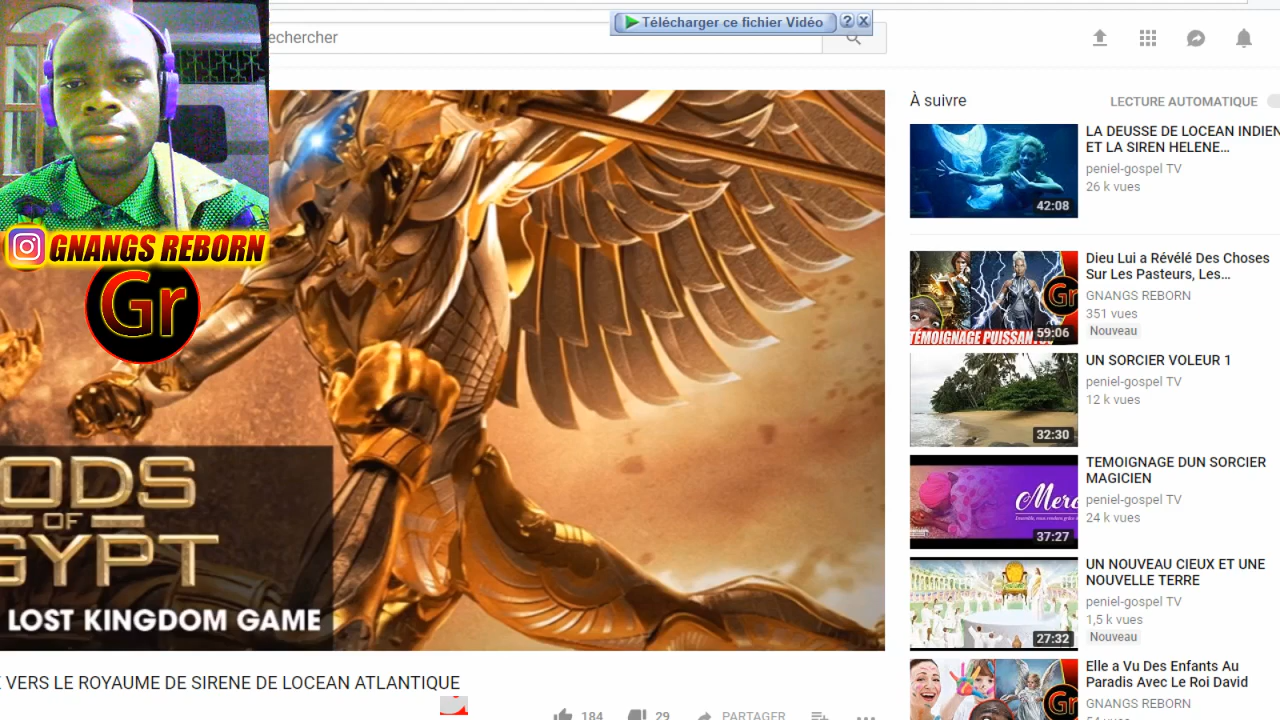 echercher
Télécharger ce fichier Vidéo
? X
GNANGS REBORN
Gr
ODS
OF
GYPT
LOST KINGDOM GAME
VERS LE ROYAUME DE SIRENE DE LOCEAN ATLANTIQUE
184
29
PARTAGER
À suivre
LECTURE AUTOMATIQUE
42:08
LA DEUSSE DE LOCEAN INDIEN
ET LA SIREN HELENE...
peniel-gospel TV
26 k vues
Gr
TÉMOIGNAGE PUISSANT
59:06
Dieu Lui a Révélé Des Choses
Sur Les Pasteurs, Les...
GNANGS REBORN
351 vues
Nouveau
32:30
UN SORCIER VOLEUR 1
peniel-gospel TV
12 k vues
Merc
37:27
TEMOIGNAGE DUN SORCIER
MAGICIEN
peniel-gospel TV
24 k vues
27:32
UN NOUVEAU CIEUX ET UNE
NOUVELLE TERRE
peniel-gospel TV
1,5 k vues
Nouveau
Gr
Elle a Vu Des Enfants Au
Paradis Avec Le Roi David
GNANGS REBORN